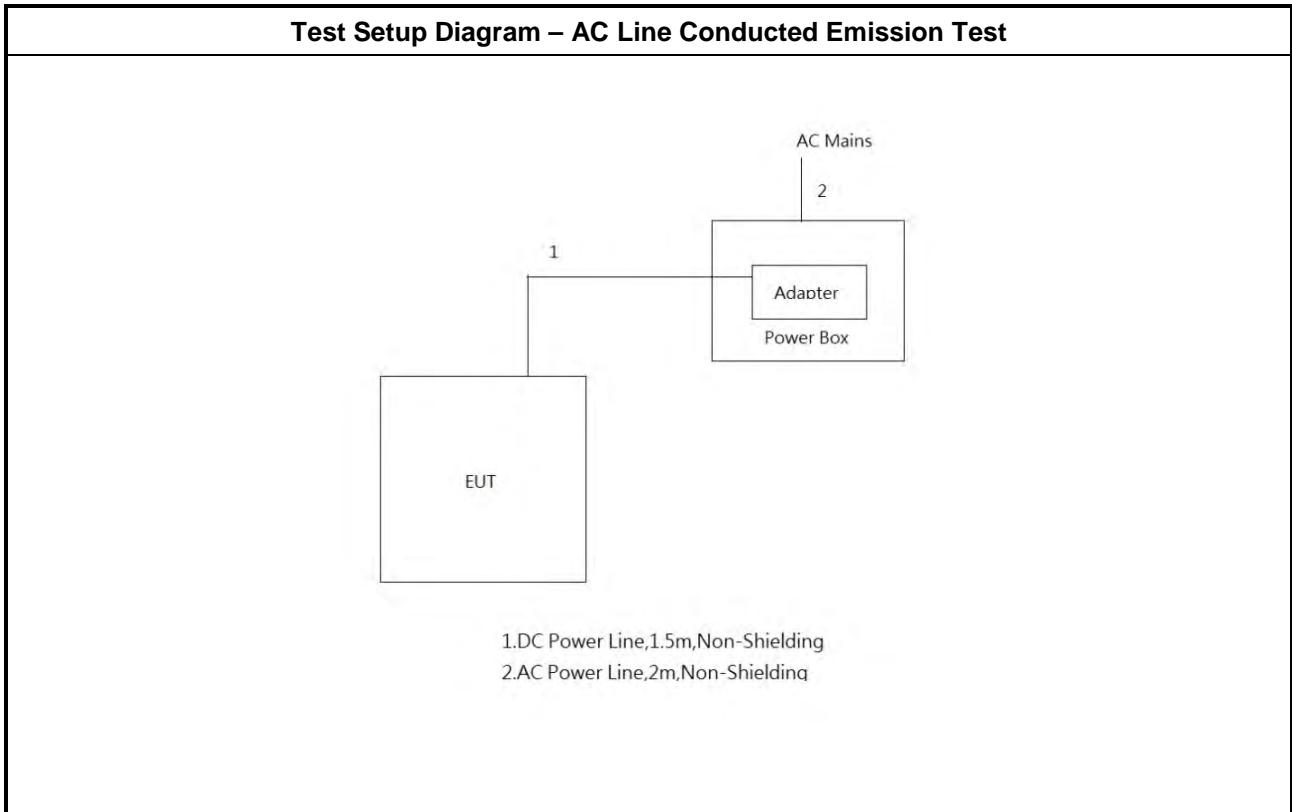 Test Setup Diagram – AC Line Conducted Emission Test
AC Mains
2
1
Adapter
Power Box
EUT
1.DC Power Line,1.5m,Non-Shielding
2.AC Power Line,2m,Non-Shielding